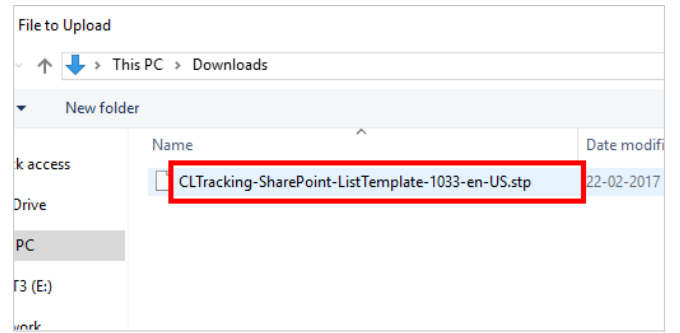 File to Upload
This PC > Downloads
New folder
Name
Date modifi
k access
CLTracking-SharePoint-ListTemplate-1033-en-US.stp
22-02-2017
Drive
PC
T3 (E:)
work